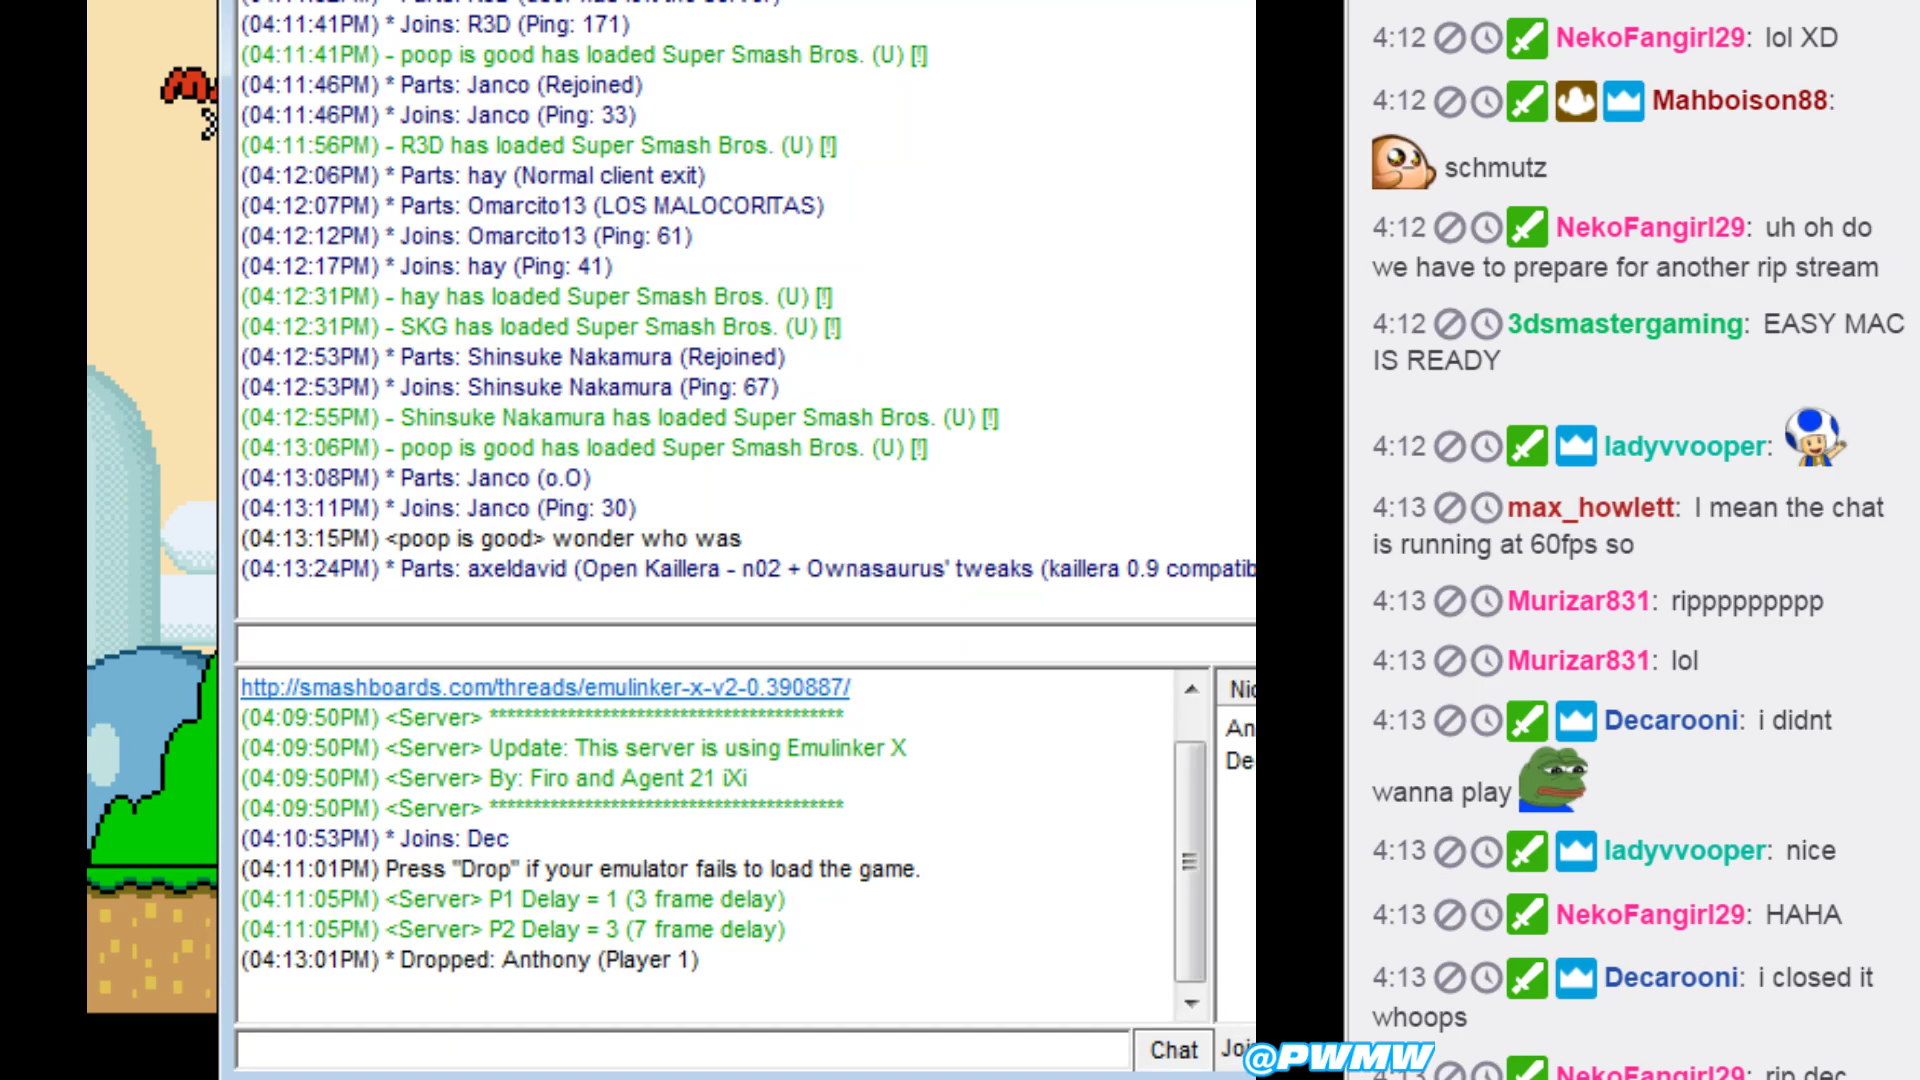 (04:11:41PM) * Joins: R3D (Ping: 171)
(04:11:41PM) - poop is good has loaded Super Smash Bros. (U) [!]
(04:11:46PM) * Parts: Janco (Rejoined)
(04:11:46PM) * Joins: Janco (Ping: 33)
(04:11:56PM) - R3D has loaded Super Smash Bros. (U) [!]
(04:12:06PM) * Parts: hay (Normal client exit)
(04:12:07PM) * Parts: Omarcito13 (LOS MALOCORITAS)
(04:12:12PM) * Joins: Omarcito13 (Ping: 61)
(04:12:17PM) * Joins: hay (Ping: 41)
(04:12:31PM) - hay has loaded Super Smash Bros. (U) [!]
(04:12:31PM) - SKG has loaded Super Smash Bros. (U) [!]
(04:12:53PM) * Parts: Shinsuke Nakamura (Rejoined)
(04:12:53PM) * Joins: Shinsuke Nakamura (Ping: 67)
(04:12:55PM) - Shinsuke Nakamura has loaded Super Smash Bros. (U) [!]
(04:13:06PM) - poop is good has loaded Super Smash Bros. (U) [!]
(04:13:08PM) * Parts: Janco (o.O)
(04:13:11PM) * Joins: Janco (Ping: 30)
(04:13:15PM) <poop is good> wonder who was
(04:13:24PM) * Parts: axeldavid (Open Kaillera - n02 + Ownasaurus' tweaks (kaillera 0.9 compatib
http://smashboards.com/threads/emulinker-x-v2-0.390887/
(04:09:50PM) <Server> *******************************************
(04:09:50PM) <Server> Update: This server is using Emulinker X
(04:09:50PM) <Server> By: Firo and Agent 21 iXi
(04:09:50PM) <Server> *******************************************
(04:10:53PM) * Joins: Dec
(04:11:01PM) Press "Drop" if your emulator fails to load the game.
(04:11:05PM) <Server> P1 Delay = 1 (3 frame delay)
(04:11:05PM) <Server> P2 Delay = 3 (7 frame delay)
(04:13:01PM) * Dropped: Anthony (Player 1)
Nic
An
De
Chat
Joi
@PWMW
4:12 NekoFangirl29: lol XD
4:12 Mahboison88:
schmutz
4:12 NekoFangirl29: uh oh do
we have to prepare for another rip stream
4:12 3dsmastergaming: EASY MAC
IS READY
4:12 ladyvvooper:
4:13 max_howlett: I mean the chat
is running at 60fps so
4:13 Murizar831: rippppppppp
4:13 Murizar831: lol
4:13 Decarooni: i didnt
wanna play
4:13 ladyvvooper: nice
4:13 NekoFangirl29: HAHA
4:13 Decarooni: i closed it
whoops
4:13 NekoFangirl29: rip dec